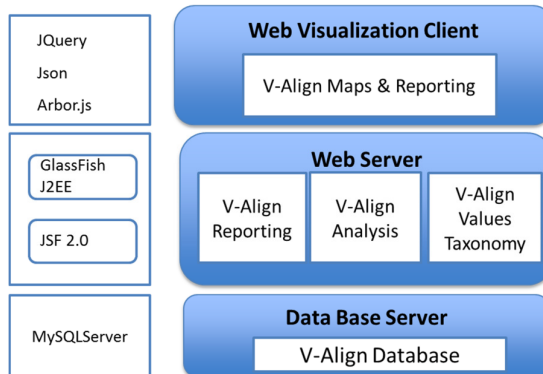 JQuery
Json
Arbor.js
Web Visualization Client
V-Align Maps & Reporting
GlassFish
J2EE
JSF 2.0
Web Server
V-Align
Reporting
V-Align
Analysis
V-Align
Values
Taxonomy
MySQLServer
Data Base Server
V-Align Database